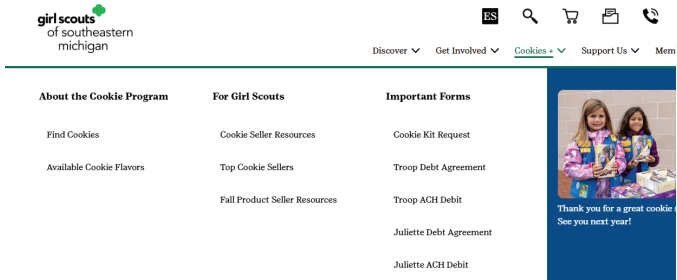 girl scouts
of southeastern
michigan
ES
Discover
Get Involved
Cookies +
Support Us
Mem
About the Cookie Program
Find Cookies
Available Cookie Flavors
For Girl Scouts
Cookie Seller Resources
Top Cookie Sellers
Fall Product Seller Resources
Important Forms
Cookie Kit Request
Troop Debt Agreement
Troop ACH Debit
Juliette Debt Agreement
Juliette ACH Debit
Thank you for a great cookie s
See you next year!